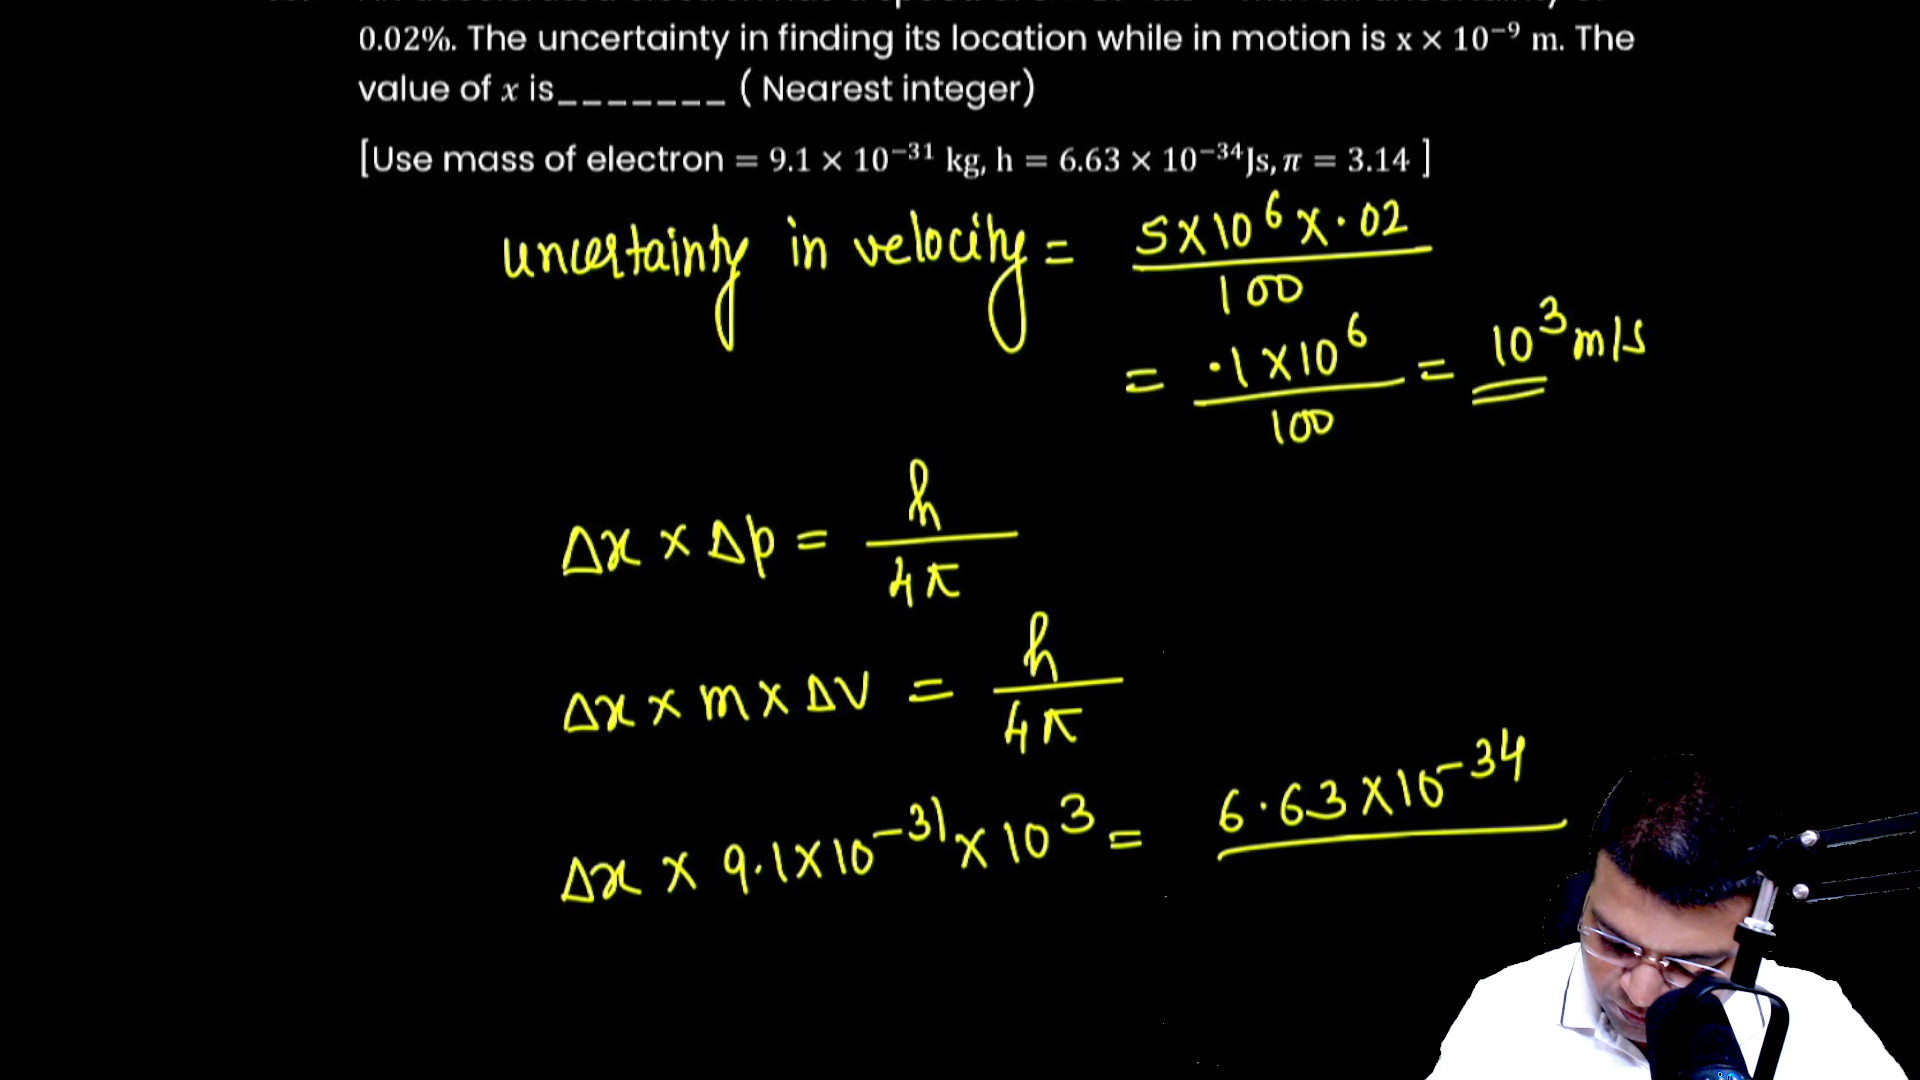 0.02%. The uncertainty in finding its location while in motion is x × 10⁻⁹ m. The
value of x is_______ ( Nearest integer)
[Use mass of electron = 9.1 × 10⁻³¹ kg, h = 6.63 × 10⁻³⁴Js, π = 3.14 ]
uncertainty in velocity = 5×10⁶×.02 / 100
= .1×10⁶ / 100 = 10³ m/s
Δx × Δp = h / 4π
Δx × m × Δv = h / 4π
Δx × 9.1×10⁻³¹ × 10³ = 6.63×10⁻³⁴